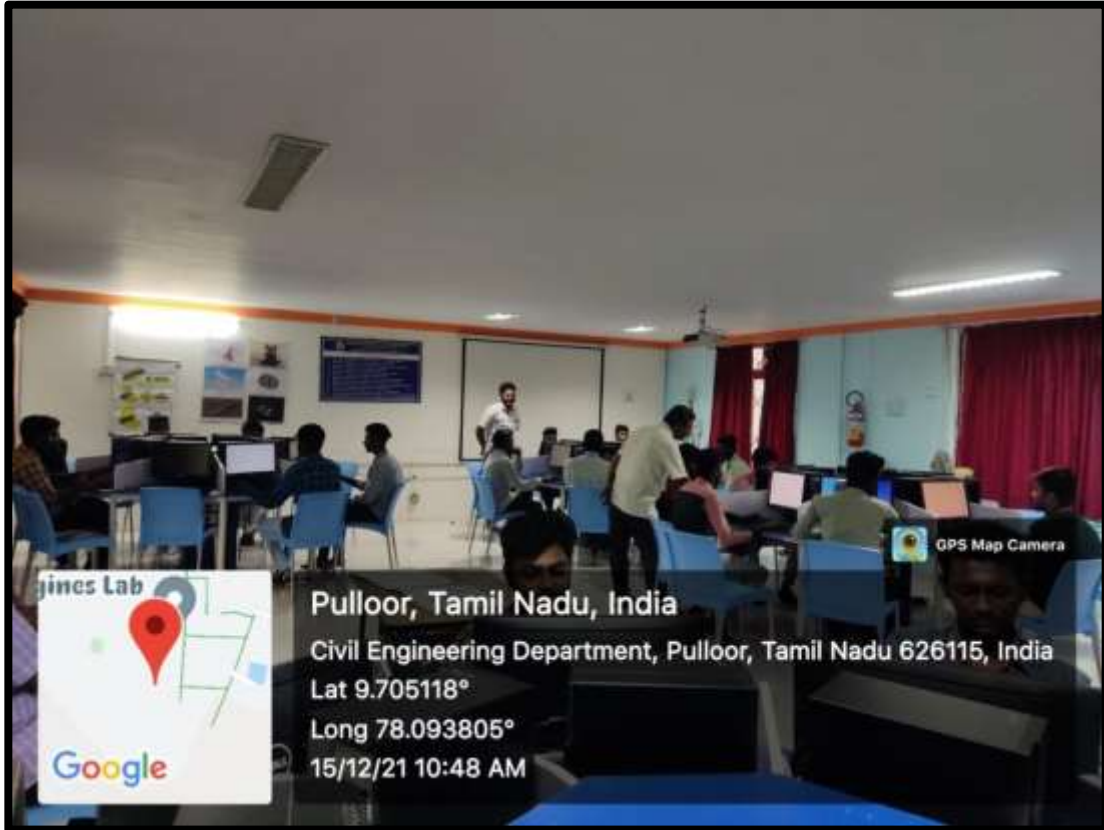 GPS Map Camera
gines Lab
Pulloor, Tamil Nadu, India
Civil Engineering Department, Pulloor, Tamil Nadu 626115, India
Lat 9.705118°
Long 78.093805°
15/12/21 10:48 AM
Google